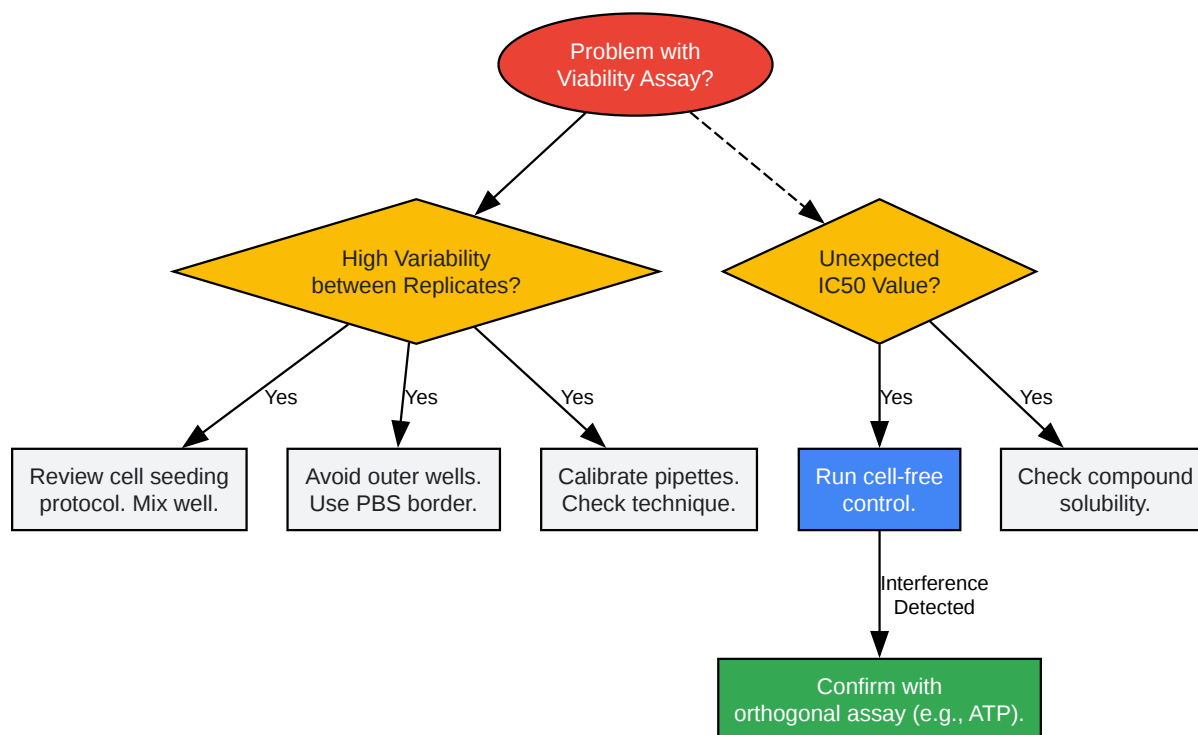 Problem with
Viability Assay?
High Variability
between Replicates?
Unexpected
IC50 Value?
Yes
Yes
Yes
Yes
Yes
Review cell seeding
protocol. Mix well.
Avoid outer wells.
Use PBS border.
Calibrate pipettes.
Check technique.
Run cell-free
control.
Check compound
solubility.
Interference
Detected
Confirm with
orthogonal assay (e.g., ATP).